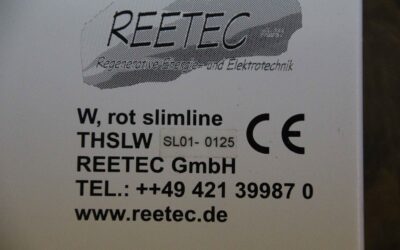 REETEC
Regenerative Energie- und Elektrotechnik
W, rot slimline
THSLW SL01- 0125
REETEC GmbH
TEL.: ++49 421 39987 0
www.reetec.de
CE